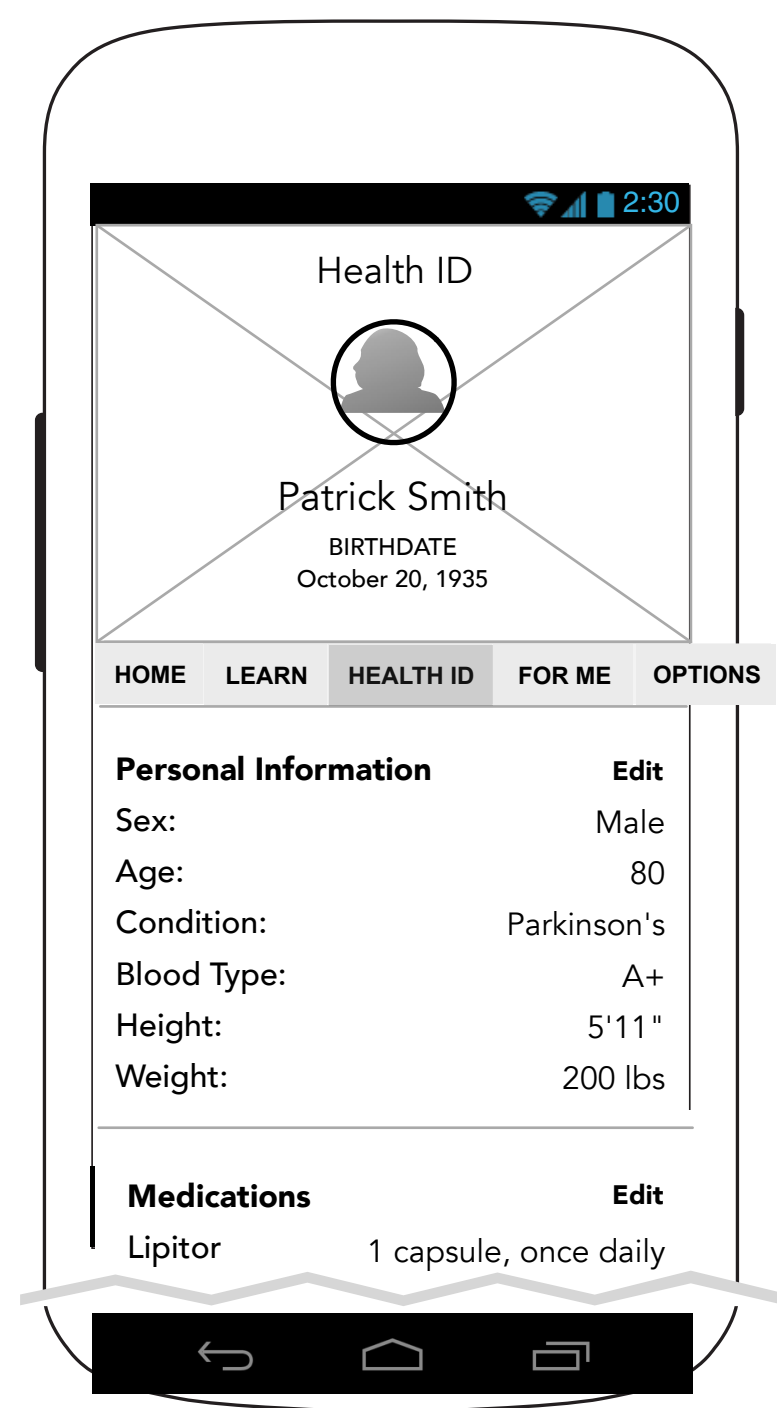 2:30
Health ID
Patrick Smith
BIRTHDATE
October 20, 1935
HOME LEARN HEALTH ID FOR ME OPTIONS
Personal Information Edit
Sex: Male
Age: 80
Condition: Parkinson's
Blood Type: A+
Height: 5'11"
Weight: 200 lbs
Medications Edit
Lipitor 1 capsule, once daily